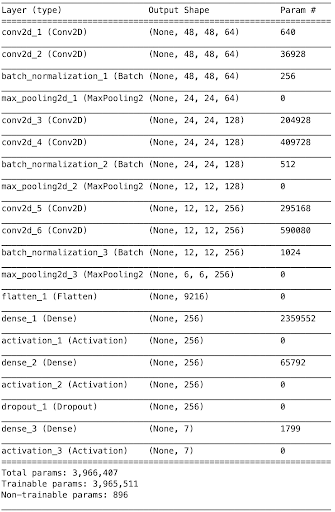 Layer (type) Output Shape Param #
conv2d_1 (Conv2D) (None, 48, 48, 64) 640
conv2d_2 (Conv2D) (None, 48, 48, 64) 36928
batch_normalization_1 (Batch (None, 48, 48, 64) 256
max_pooling2d_1 (MaxPooling2 (None, 24, 24, 64) 0
conv2d_3 (Conv2D) (None, 24, 24, 128) 204928
conv2d_4 (Conv2D) (None, 24, 24, 128) 409728
batch_normalization_2 (Batch (None, 24, 24, 128) 512
max_pooling2d_2 (MaxPooling2 (None, 12, 12, 128) 0
conv2d_5 (Conv2D) (None, 12, 12, 256) 295168
conv2d_6 (Conv2D) (None, 12, 12, 256) 590080
batch_normalization_3 (Batch (None, 12, 12, 256) 1024
max_pooling2d_3 (MaxPooling2 (None, 6, 6, 256) 0
flatten_1 (Flatten) (None, 9216) 0
dense_1 (Dense) (None, 256) 2359552
activation_1 (Activation) (None, 256) 0
dense_2 (Dense) (None, 256) 65792
activation_2 (Activation) (None, 256) 0
dropout_1 (Dropout) (None, 256) 0
dense_3 (Dense) (None, 7) 1799
activation_3 (Activation) (None, 7) 0
Total params: 3,966,407
Trainable params: 3,965,511
Non-trainable params: 896